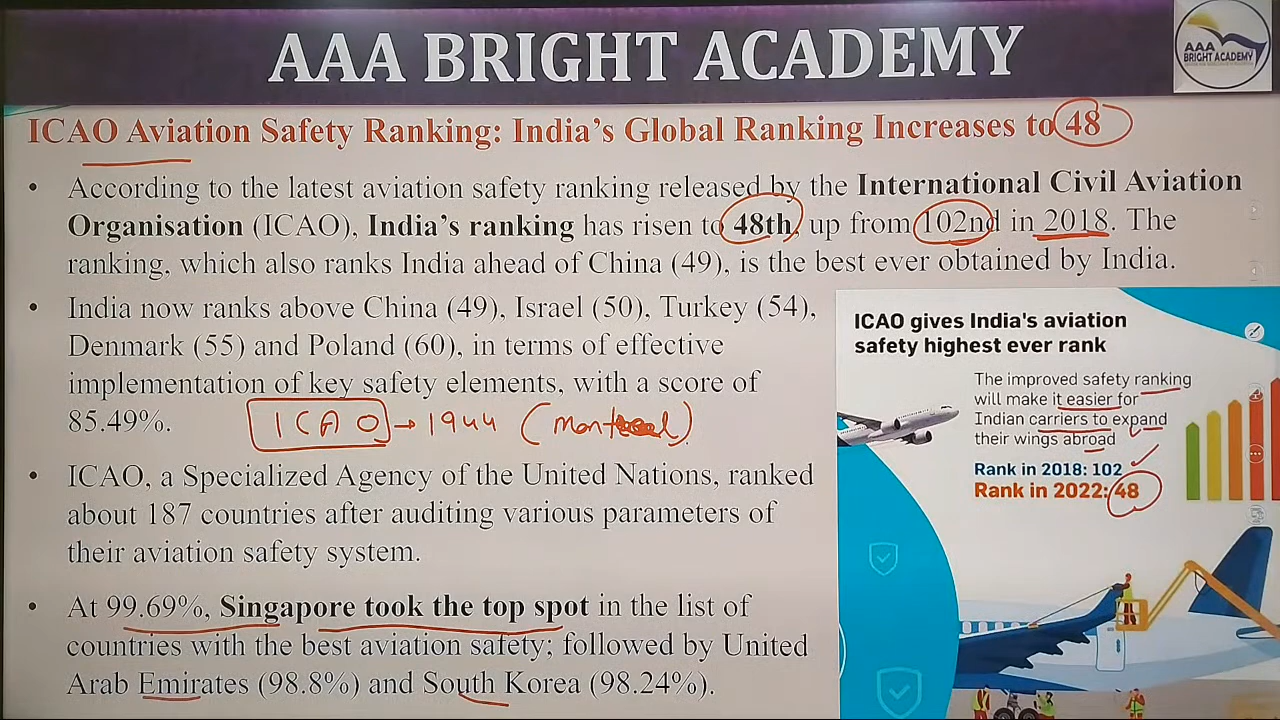 AAA BRIGHT ACADEMY
AAA
BRIGHT ACADEMY
ICAO Aviation Safety Ranking: India's Global Ranking Increases to 48
• According to the latest aviation safety ranking released by the International Civil Aviation
Organisation (ICAO), India's ranking has risen to 48th, up from 102nd in 2018. The
ranking, which also ranks India ahead of China (49), is the best ever obtained by India.
• India now ranks above China (49), Israel (50), Turkey (54),
Denmark (55) and Poland (60), in terms of effective
implementation of key safety elements, with a score of
85.49%.
ICAO → 1944
• ICAO, a Specialized Agency of the United Nations, ranked
about 187 countries after auditing various parameters of
their aviation safety system.
• At 99.69%, Singapore took the top spot in the list of
countries with the best aviation safety; followed by United
Arab Emirates (98.8%) and South Korea (98.24%).
ICAO gives India's aviation
safety highest ever rank
The improved safety ranking
will make it easier for
Indian carriers to expand
their wings abroad
Rank in 2018: 102
Rank in 2022: 48